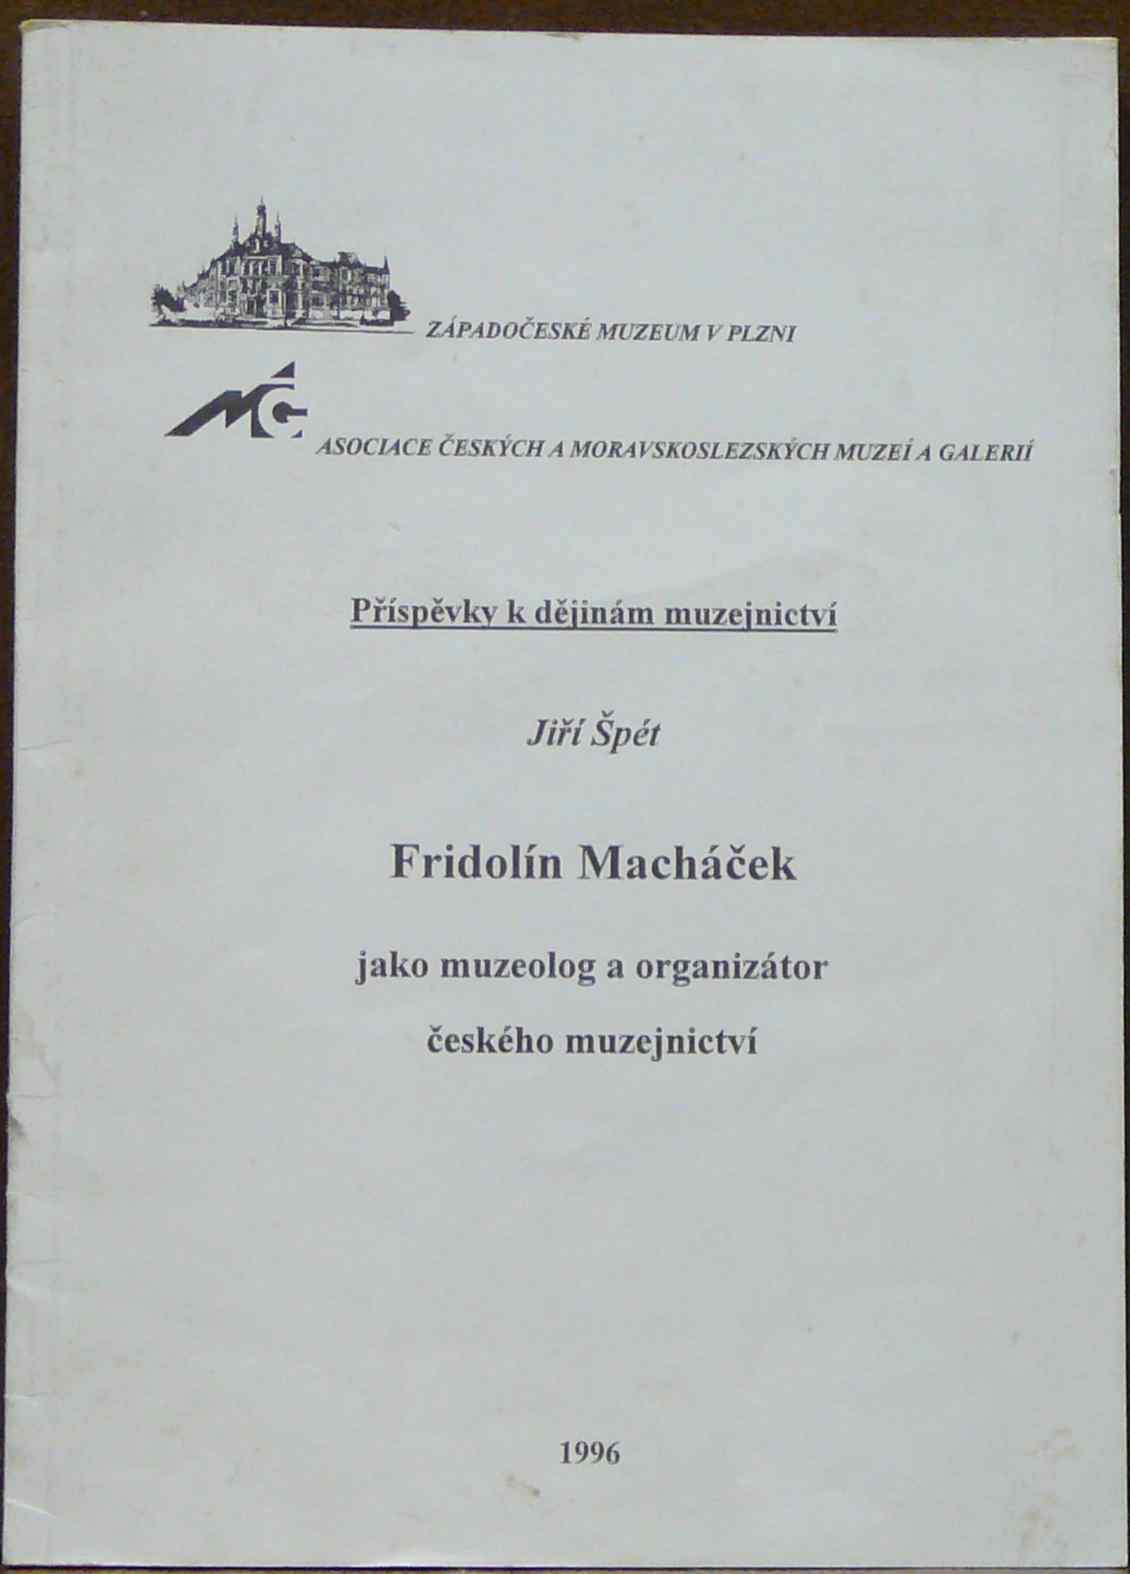 ZÁPADOČESKÉ MUZEUM V PLZNI
MG
ASOCIACE ČESKÝCH A MORAVSKOSLEZSKÝCH MUZEÍ A GALERIÍ
Příspěvky k dějinám muzejnictví
Jiří Špét
Fridolín Macháček
jako muzeolog a organizátor
českého muzejnictví
1996